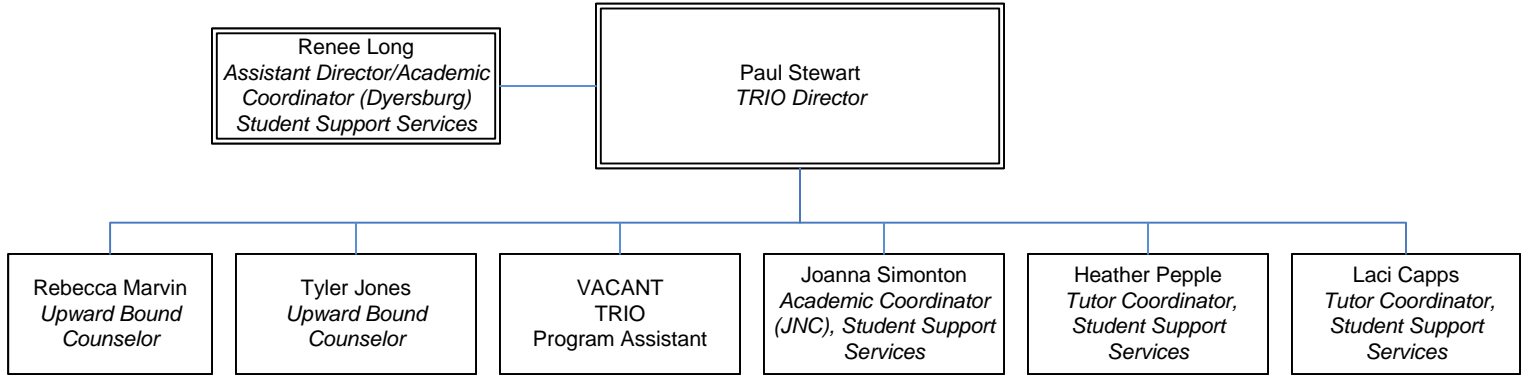 Renee Long
Assistant Director/Academic
Coordinator (Dyersburg)
Student Support Services
Paul Stewart
TRIO Director
Rebecca Marvin
Upward Bound
Counselor
Tyler Jones
Upward Bound
Counselor
VACANT
TRIO
Program Assistant
Joanna Simonton
Academic Coordinator
(JNC), Student Support
Services
Heather Pepple
Tutor Coordinator,
Student Support
Services
Laci Capps
Tutor Coordinator,
Student Support
Services